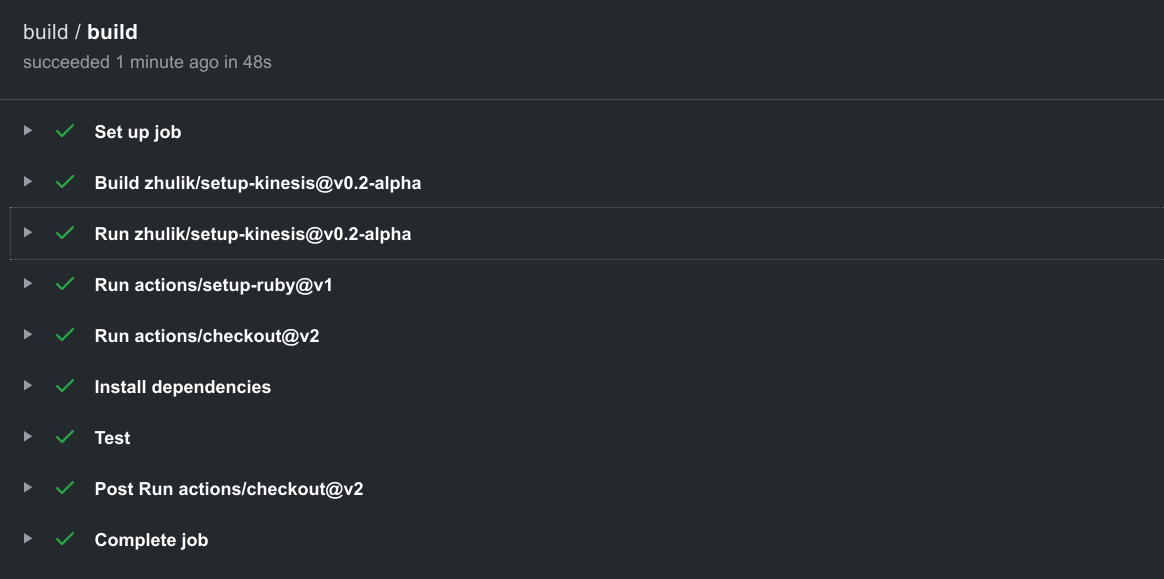 build / build
succeeded 1 minute ago in 48s
Set up job
Build zhulik/setup-kinesis@v0.2-alpha
Run zhulik/setup-kinesis@v0.2-alpha
Run actions/setup-ruby@v1
Run actions/checkout@v2
Install dependencies
Test
Post Run actions/checkout@v2
Complete job